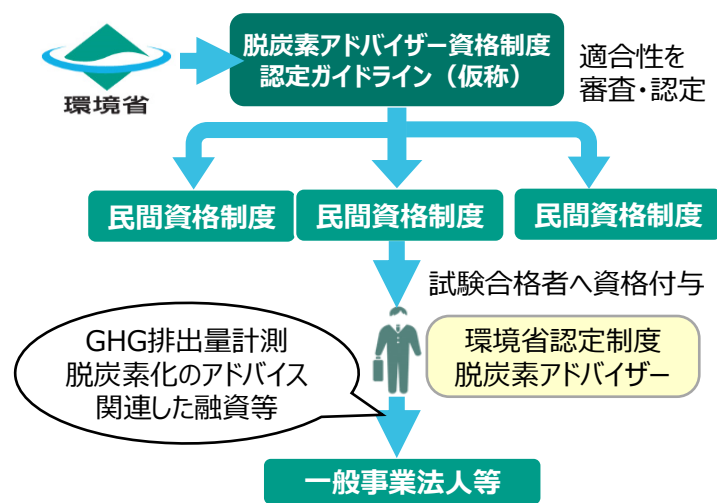 環境省
脱炭素アドバイザー資格制度
認定ガイドライン（仮称）
適合性を
審査・認定
民間資格制度
民間資格制度
民間資格制度
試験合格者へ資格付与
GHG排出量計測
脱炭素化のアドバイス
関連した融資等
環境省認定制度
脱炭素アドバイザー
一般事業法人等